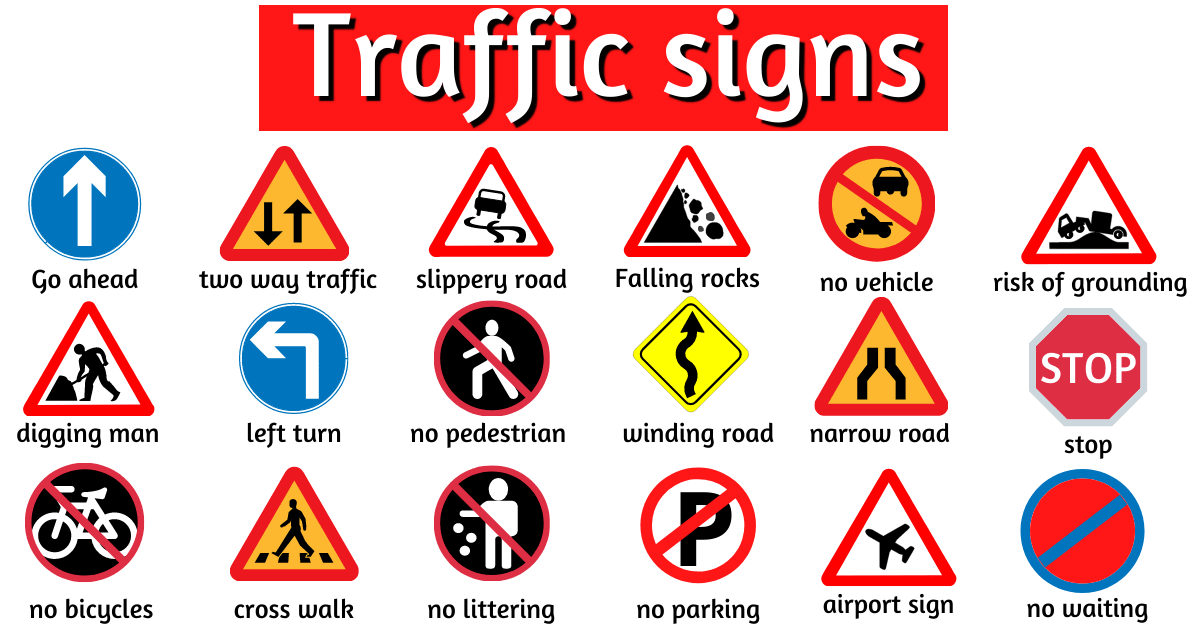 Traffic signs
Go ahead
two way traffic
slippery road
Falling rocks
no vehicle
risk of grounding
digging man
left turn
no pedestrian
winding road
narrow road
STOP
stop
no bicycles
cross walk
no littering
P
no parking
airport sign
no waiting